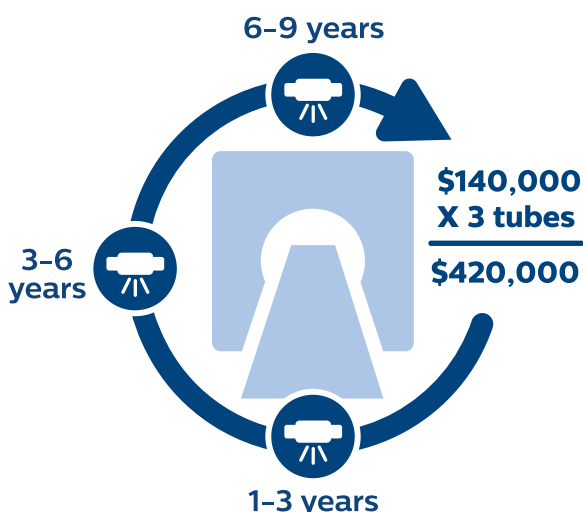 6–9 years
$140,000
X 3 tubes
$420,000
3–6
years
1–3 years